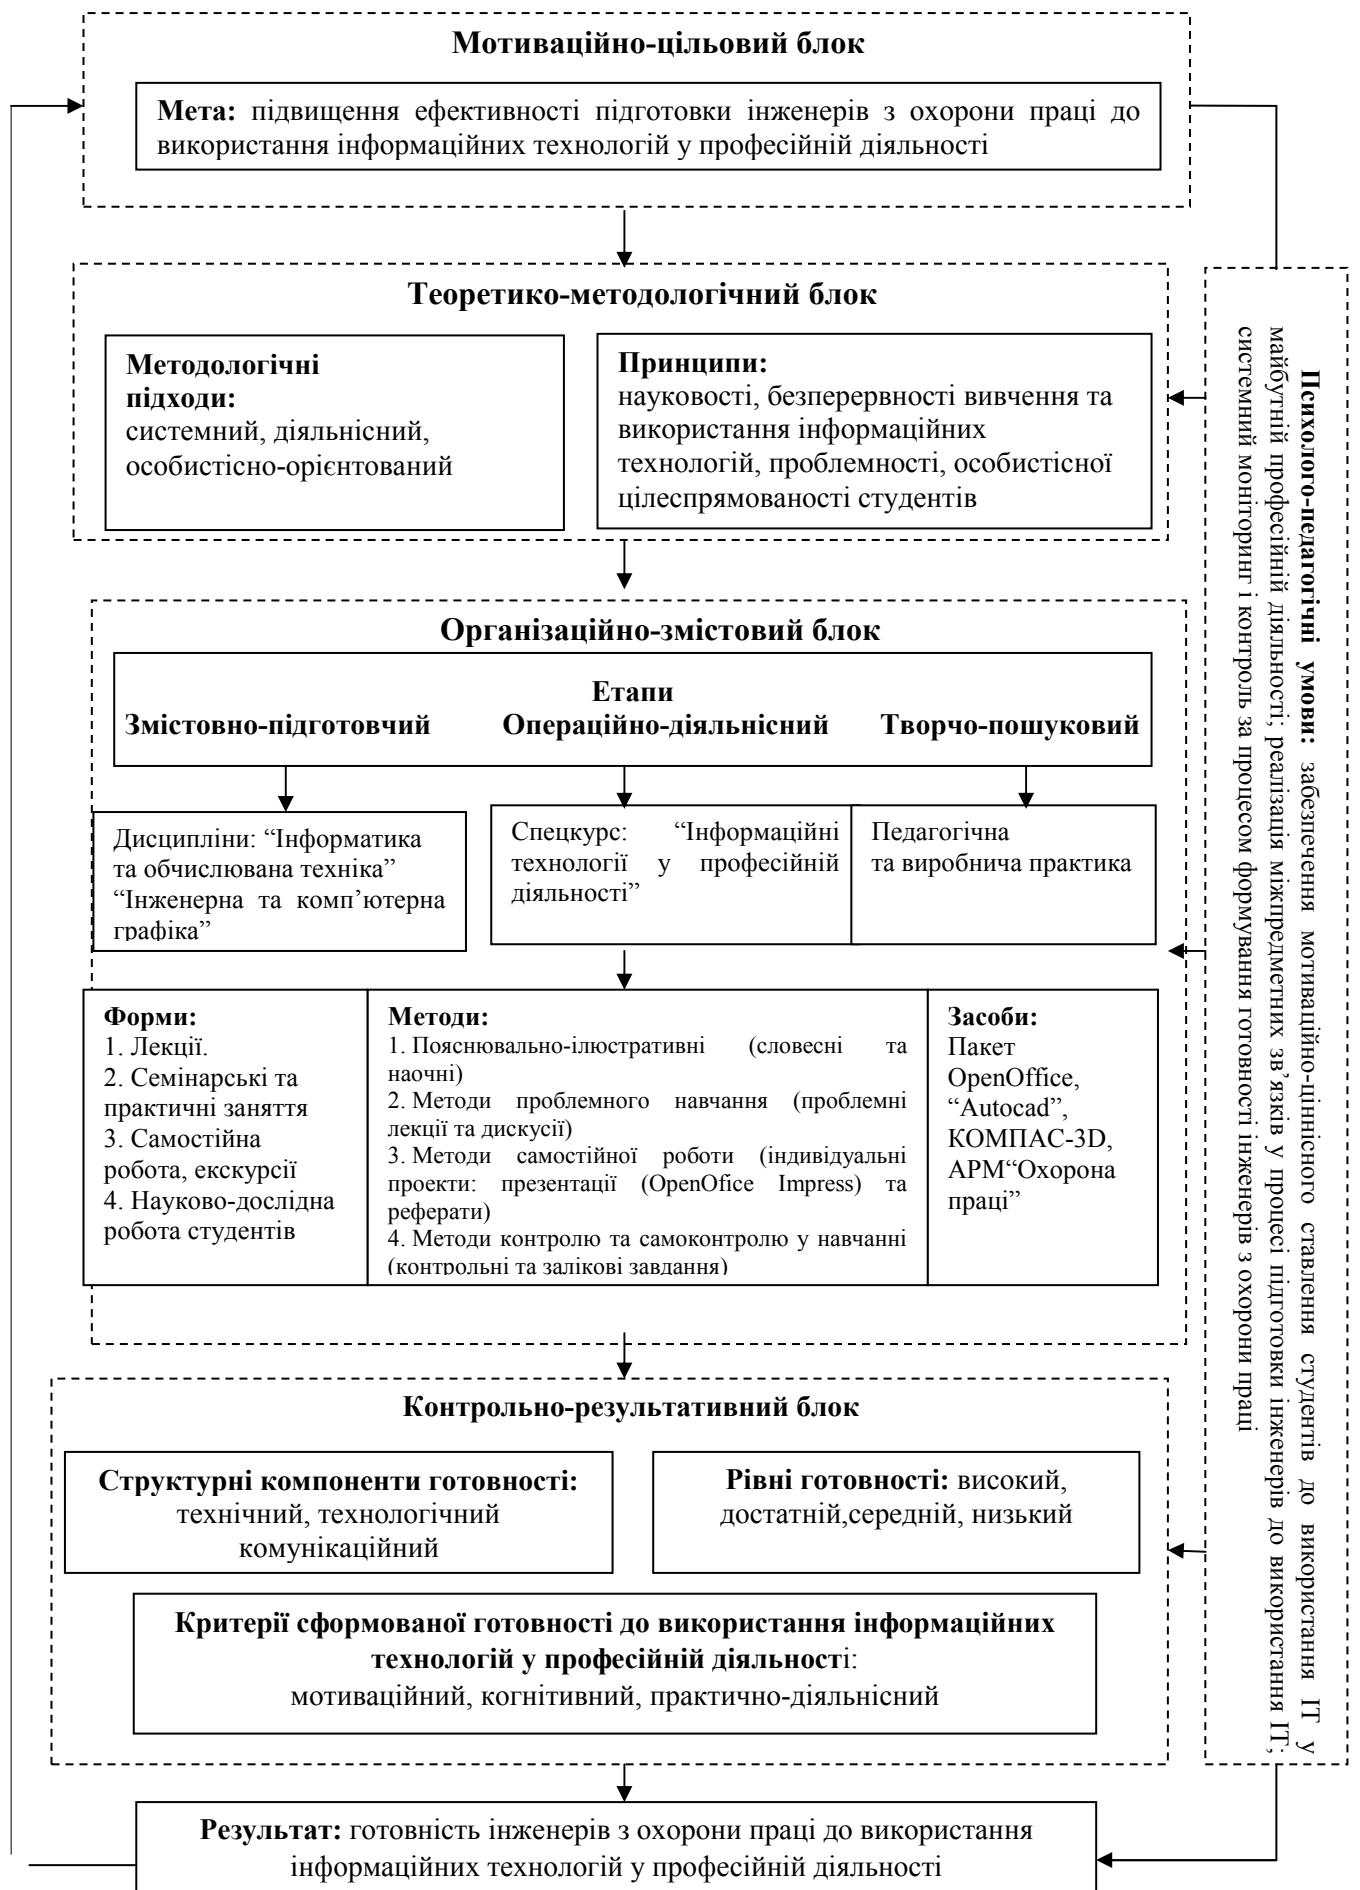 Мотиваційно-цільовий блок
Мета: підвищення ефективності підготовки інженерів з охорони праці до
використання інформаційних технологій у професійній діяльності
Теоретико-методологічний блок
Методологічні
підходи:
системний, діяльнісний,
особистісно-орієнтований
Принципи:
науковості, безперервності вивчення та
використання інформаційних
технологій, проблемності, особистісної
цілеспрямованості студентів
Психолого-педагогічні умови: забезпечення мотиваційно-ціннісного ставлення студентів до використання ІТ у
майбутній професійній діяльності; реалізація міжпредметних зв’язків у процесі підготовки інженерів до використання ІТ;
системний моніторинг і контроль за процесом формування готовності інженерів з охорони праці
Організаційно-змістовий блок
Етапи
Змістовно-підготовчий Операційно-діяльнісний Творчо-пошуковий
Дисципліни: “Інформатика
та обчислювана техніка”
“Інженерна та комп’ютерна
графіка”
Спецкурс: “Інформаційні
технології у професійній
діяльності”
Педагогічна
та виробнича практика
Форми:
1. Лекції.
2. Семінарські та
практичні заняття
3. Самостійна
робота, екскурсії
4. Науково-дослідна
робота студентів
Методи:
1. Пояснювально-ілюстративні (словесні та
наочні)
2. Методи проблемного навчання (проблемні
лекції та дискусії)
3. Методи самостійної роботи (індивідуальні
проекти: презентації (OpenOfice Impress) та
реферати)
4. Методи контролю та самоконтролю у навчанні
(контрольні та залікові завдання)
Засоби:
Пакет
OpenOffice,
“Autocad”,
КОМПАС-3D,
АРМ“Охорона
праці”
Контрольно-результативний блок
Структурні компоненти готовності:
технічний, технологічний
комунікаційний
Рівні готовності: високий,
достатній,середній, низький
Критерії сформованої готовності до використання інформаційних
технологій у професійній діяльності:
мотиваційний, когнітивний, практично-діяльнісний
Результат: готовність інженерів з охорони праці до використання
інформаційних технологій у професійній діяльності